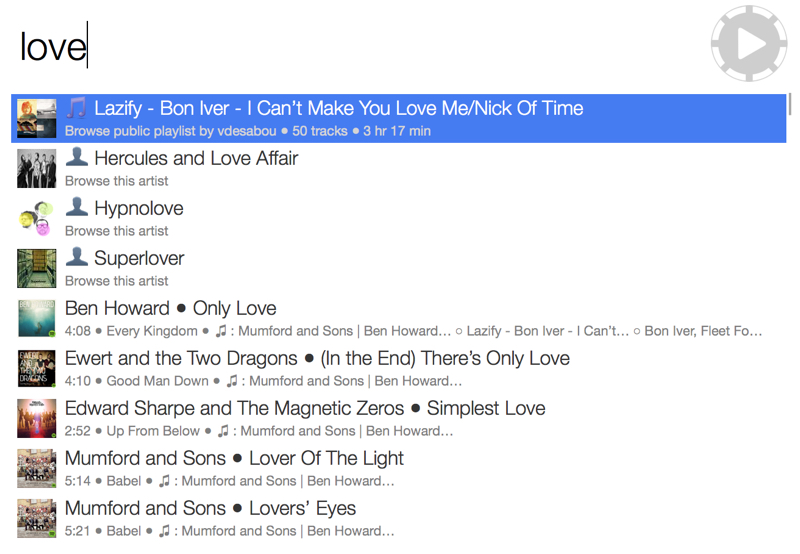 love
Lazify - Bon Iver - I Can’t Make You Love Me/Nick Of Time
Browse public playlist by vdesabou ● 50 tracks ● 3 hr 17 min
Hercules and Love Affair
Browse this artist
Hypnolove
Browse this artist
Superlover
Browse this artist
Ben Howard ● Only Love
4:08 ● Every Kingdom ● ♫ : Mumford and Sons | Ben Howard… ○ Lazify - Bon Iver - I Can’t… ○ Bon Iver, Fleet Fo…
Ewert and the Two Dragons ● (In the End) There’s Only Love
4:10 ● Good Man Down ● ♫ : Mumford and Sons | Ben Howard…
EWERT AND THE TWO DRAGONS
Edward Sharpe and The Magnetic Zeros ● Simplest Love
2:52 ● Up From Below ● ♫ : Mumford and Sons | Ben Howard…
Mumford and Sons ● Lover Of The Light
5:14 ● Babel ● ♫ : Mumford and Sons | Ben Howard…
Mumford and Sons ● Lovers’ Eyes
5:21 ● Babel ● ♫ : Mumford and Sons | Ben Howard…